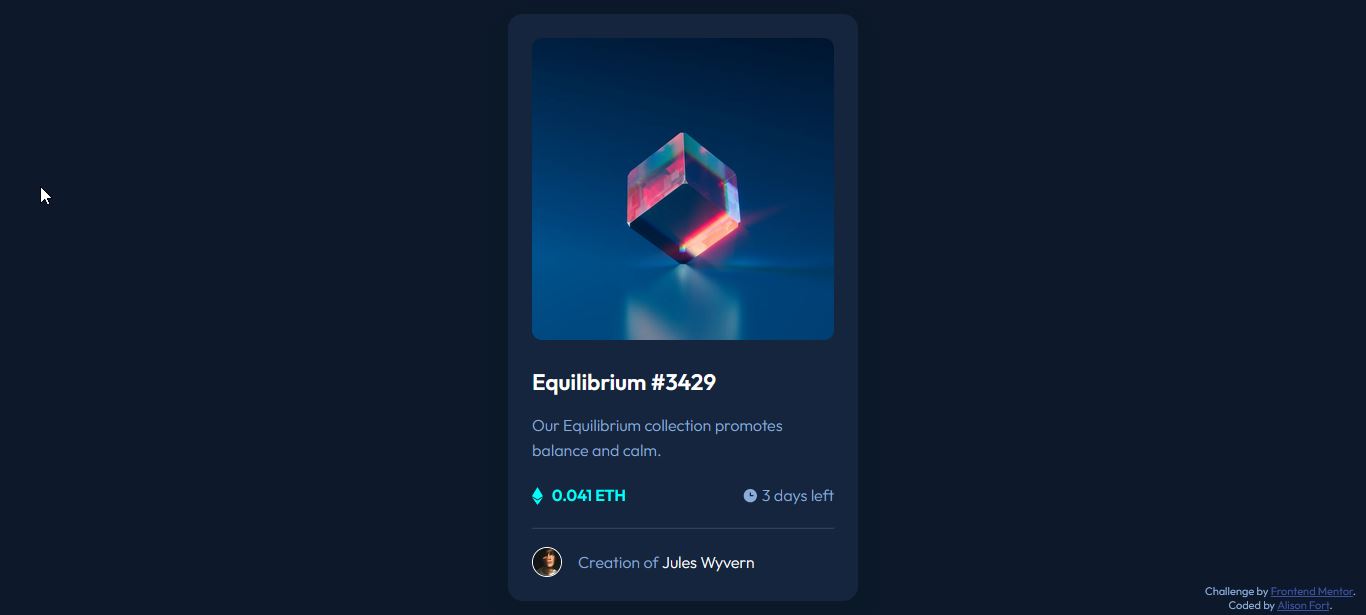 Equilibrium #3429
Our Equilibrium collection promotes
balance and calm.
0.041 ETH
3 days left
Creation of Jules Wyvern
Challenge by Frontend Mentor.
Coded by Alison Fort.